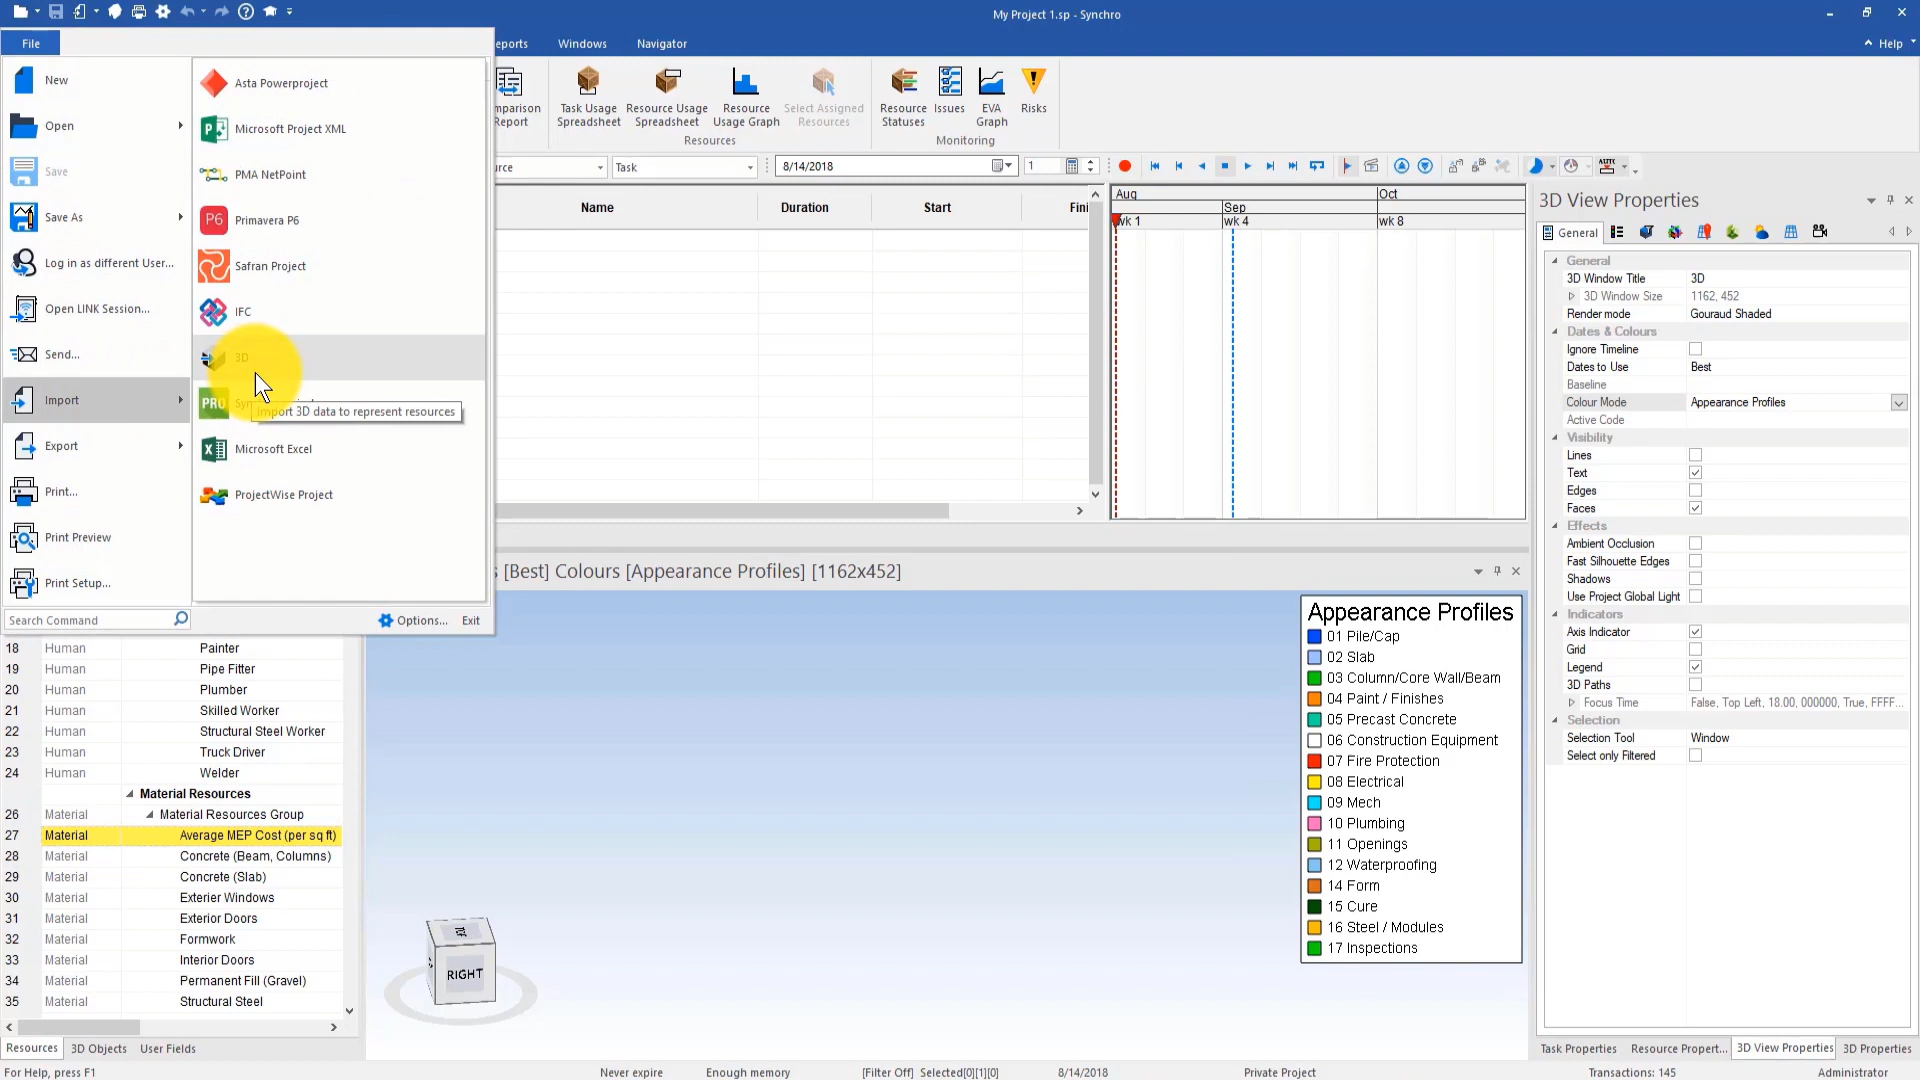 My Project 1.sp - Synchro
File
eports
Windows
Navigator
Help
New
Open
Save
Save As
Log in as different User...
Open LINK Session...
Send...
Import
Export
Print...
Print Preview
Print Setup...
Search Command
Options...
Exit
Asta Powerproject
Microsoft Project XML
PMA NetPoint
P6 Primavera P6
Safran Project
IFC
3D
PRO
Import 3D data to represent resources
Microsoft Excel
ProjectWise Project
mparison
Report
Task Usage
Spreadsheet
Resource Usage
Spreadsheet
Resource
Usage Graph
Select Assigned
Resources
Resources
Resource
Statuses
Issues
EVA
Graph
Risks
Monitoring
urce
Task
8/14/2018
1
Name
Duration
Start
Fini
Aug
Sep
Oct
wk 1
wk 4
wk 8
s [Best] Colours [Appearance Profiles] [1162x452]
Appearance Profiles
01 Pile/Cap
02 Slab
03 Column/Core Wall/Beam
04 Paint / Finishes
05 Precast Concrete
06 Construction Equipment
07 Fire Protection
08 Electrical
09 Mech
10 Plumbing
11 Openings
12 Waterproofing
14 Form
15 Cure
16 Steel / Modules
17 Inspections
RIGHT
18 Human Painter
19 Human Pipe Fitter
20 Human Plumber
21 Human Skilled Worker
22 Human Structural Steel Worker
23 Human Truck Driver
24 Human Welder
Material Resources
26 Material Material Resources Group
27 Material Average MEP Cost (per sq ft)
28 Material Concrete (Beam, Columns)
29 Material Concrete (Slab)
30 Material Exterior Windows
31 Material Exterior Doors
32 Material Formwork
33 Material Interior Doors
34 Material Permanent Fill (Gravel)
35 Material Structural Steel
Resources
3D Objects
User Fields
3D View Properties
General
General
3D Window Title 3D
3D Window Size 1162, 452
Render mode Gouraud Shaded
Dates & Colours
Ignore Timeline
Dates to Use Best
Baseline
Colour Mode Appearance Profiles
Active Code
Visibility
Lines
Text
Edges
Faces
Effects
Ambient Occlusion
Fast Silhouette Edges
Shadows
Use Project Global Light
Indicators
Axis Indicator
Grid
Legend
3D Paths
Focus Time False, Top Left, 18.00, 000000, True, FFFF...
Selection
Selection Tool Window
Select only Filtered
Task Properties
Resource Propert...
3D View Properties
3D Properties
For Help, press F1
Never expire
Enough memory
[Filter Off] Selected[0][1][0]
8/14/2018
Private Project
Transactions: 145
Administrator